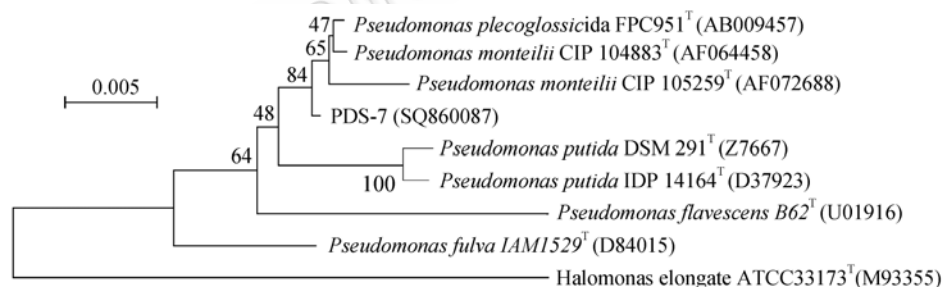 47 Pseudomonas plecoglossicida FPC951T (AB009457)
65 Pseudomonas monteilii CIP 104883T (AF064458)
84 Pseudomonas monteilii CIP 105259T (AF072688)
0.005
PDS-7 (SQ860087)
48
Pseudomonas putida DSM 291T (Z7667)
64
100 Pseudomonas putida IDP 14164T (D37923)
Pseudomonas flavescens B62T (U01916)
Pseudomonas fulva IAM1529T (D84015)
Halomonas elongate ATCC33173T(M93355)